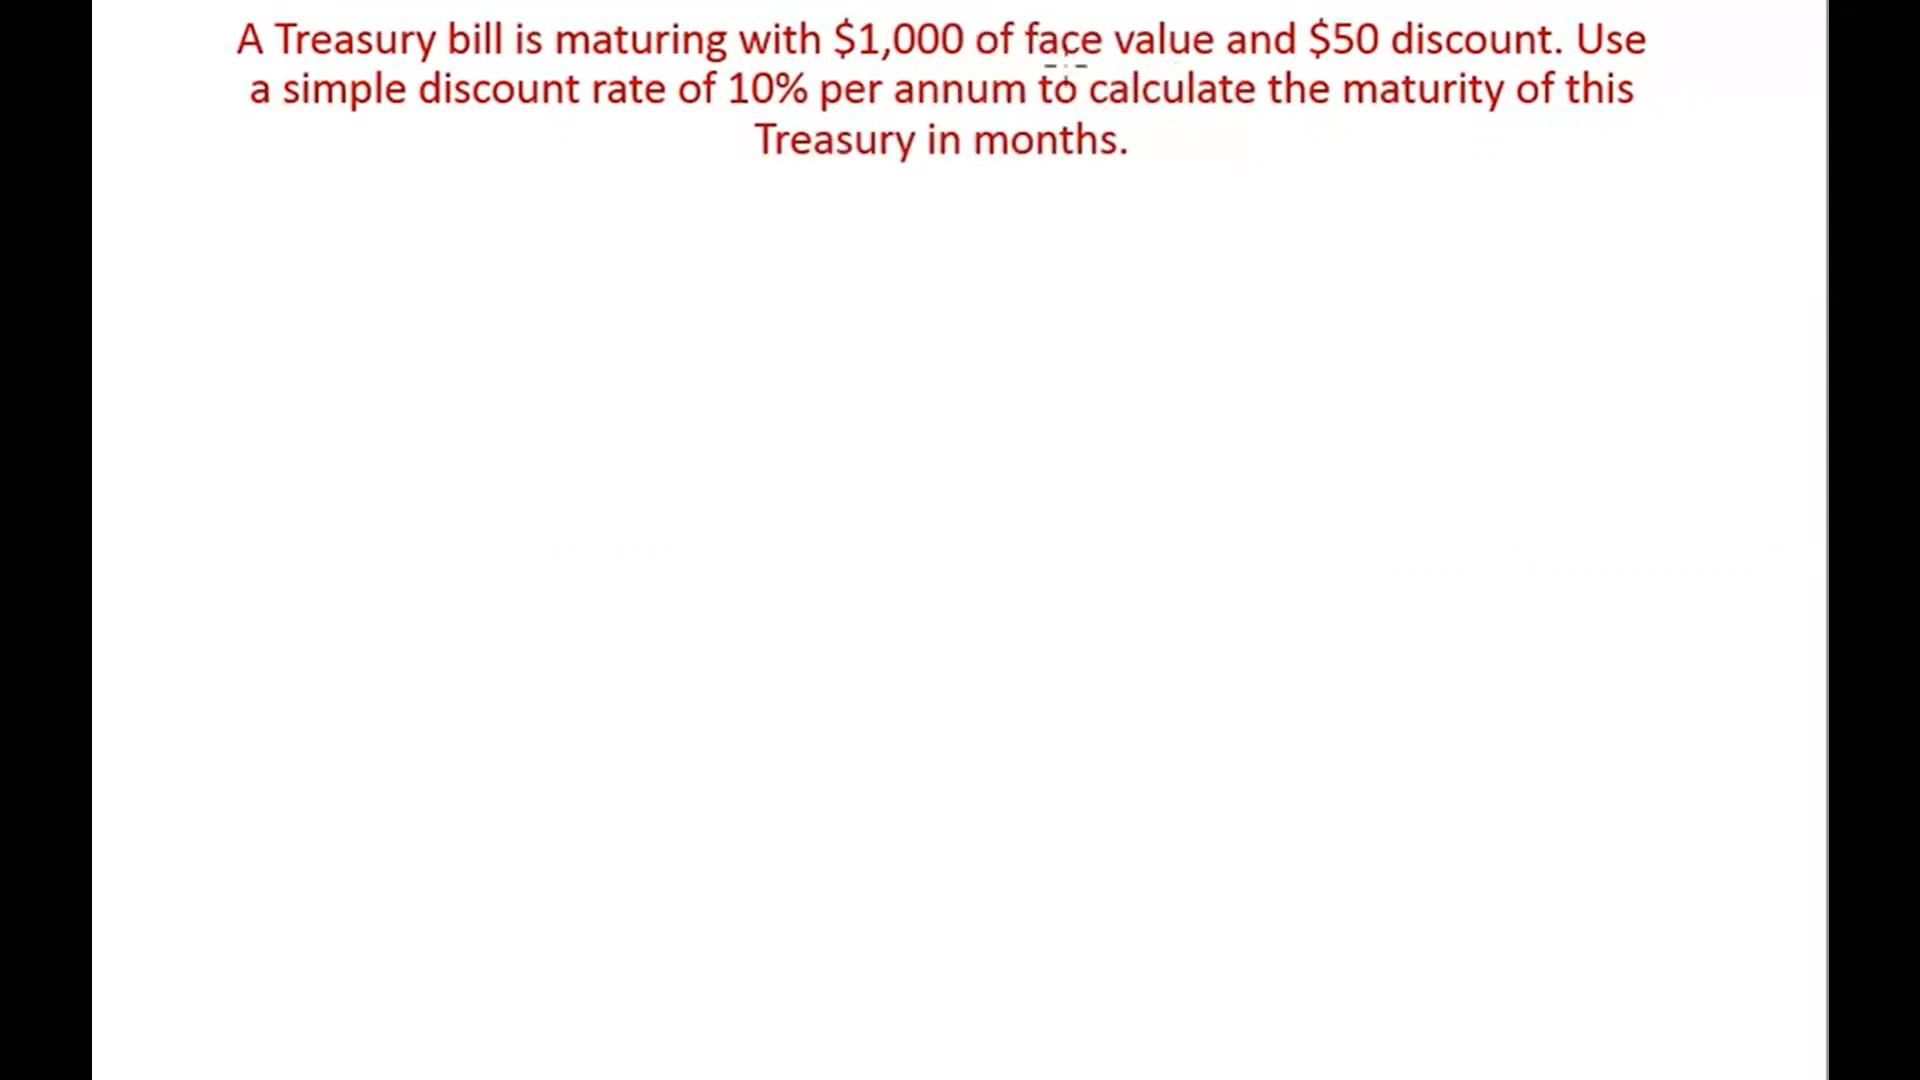 A Treasury bill is maturing with $1,000 of face value and $50 discount. Use
a simple discount rate of 10% per annum to calculate the maturity of this
Treasury in months.